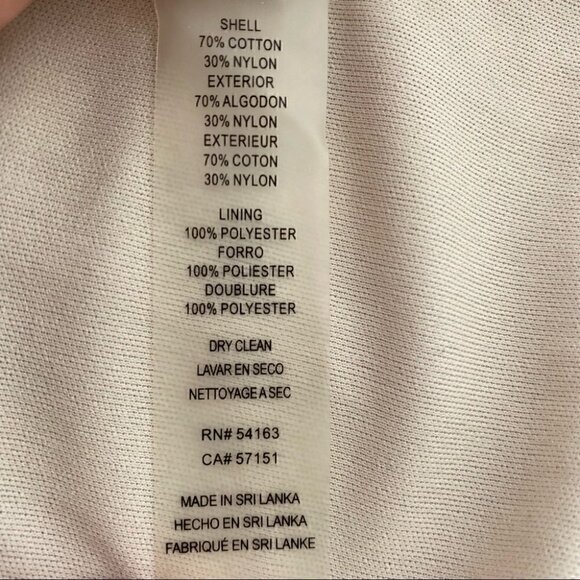 SHELL
70% COTTON
30% NYLON
EXTERIOR
70% ALGODON
30% NYLON
EXTERIEUR
70% COTON
30% NYLON
LINING
100% POLYESTER
FORRO
100% POLIESTER
DOUBLURE
100% POLYESTER
DRY CLEAN
LAVAR EN SECO
NETTOYAGE A SEC
RN# 54163
CA# 57151
MADE IN SRI LANKA
HECHO EN SRI LANKA
FABRIQUÉ EN SRI LANKE